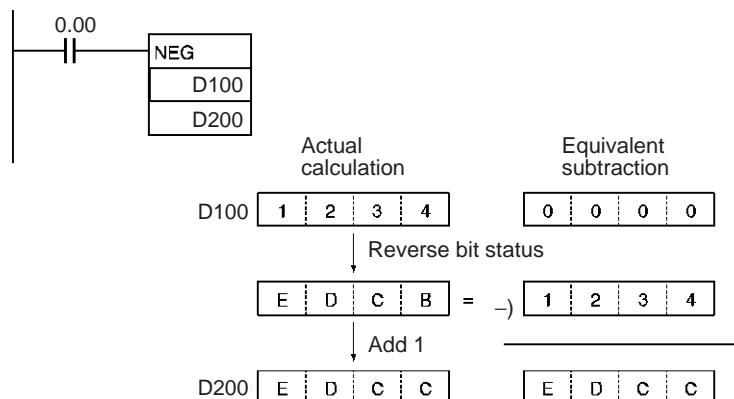 0.00
NEG
D100
D200
Actual
calculation
Equivalent
subtraction
D100 1 2 3 4 0 0 0 0
Reverse bit status
E D C B = –) 1 2 3 4
Add 1
D200 E D C C E D C C